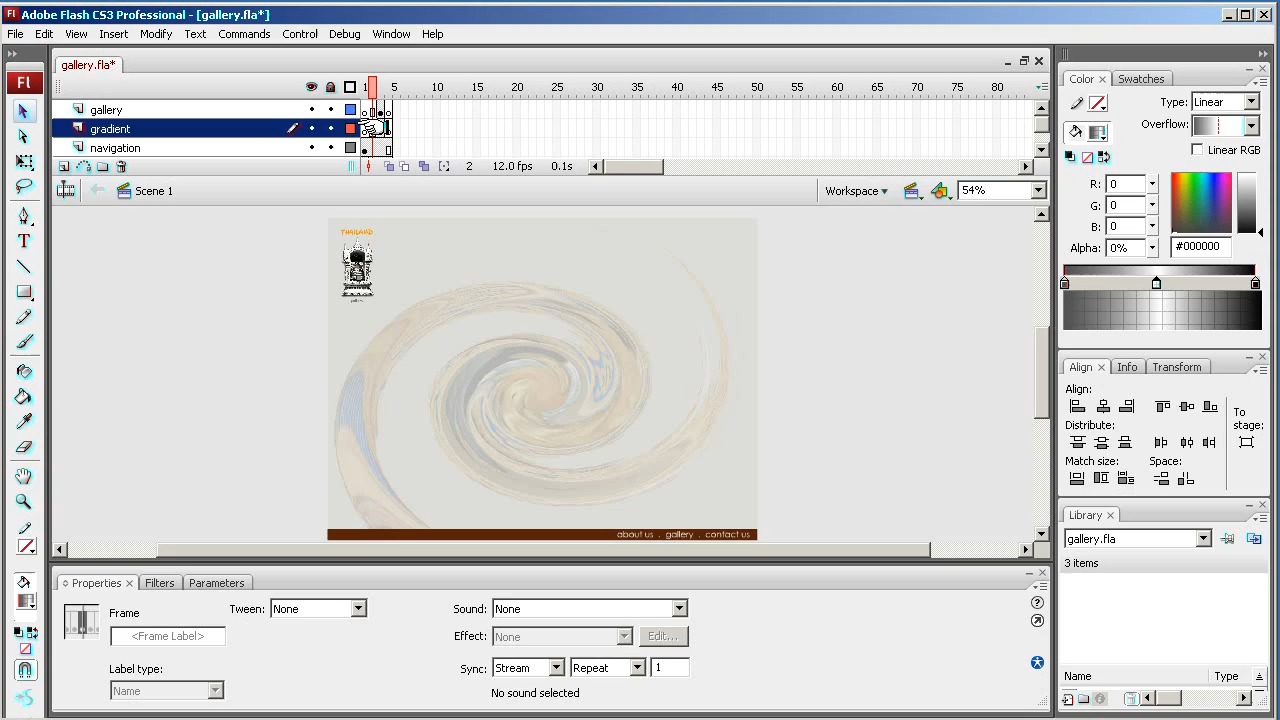 Adobe Flash CS3 Professional - [gallery.fla*]
File Edit View Insert Modify Text Commands Control Debug Window Help
gallery.fla*
1 5 10 15 20 25 30 35 40 45 50 55 60 65 70 75 80
gallery
gradient
navigation
2 12.0 fps 0.1s
Scene 1
Workspace
54%
THAILAND
gallery
about us . gallery . contact us
Properties Filters Parameters
Frame
<Frame Label>
Label type:
Name
Tween: None
Sound: None
Effect: None Edit...
Sync: Stream Repeat 1
No sound selected
Fl
T
Color Swatches
Type: Linear
Overflow:
Linear RGB
R: 0
G: 0
B: 0
Alpha: 0% #000000
Align Info Transform
Align:
Distribute:
Match size: Space:
To
stage:
Library
gallery.fla
3 items
Name Type